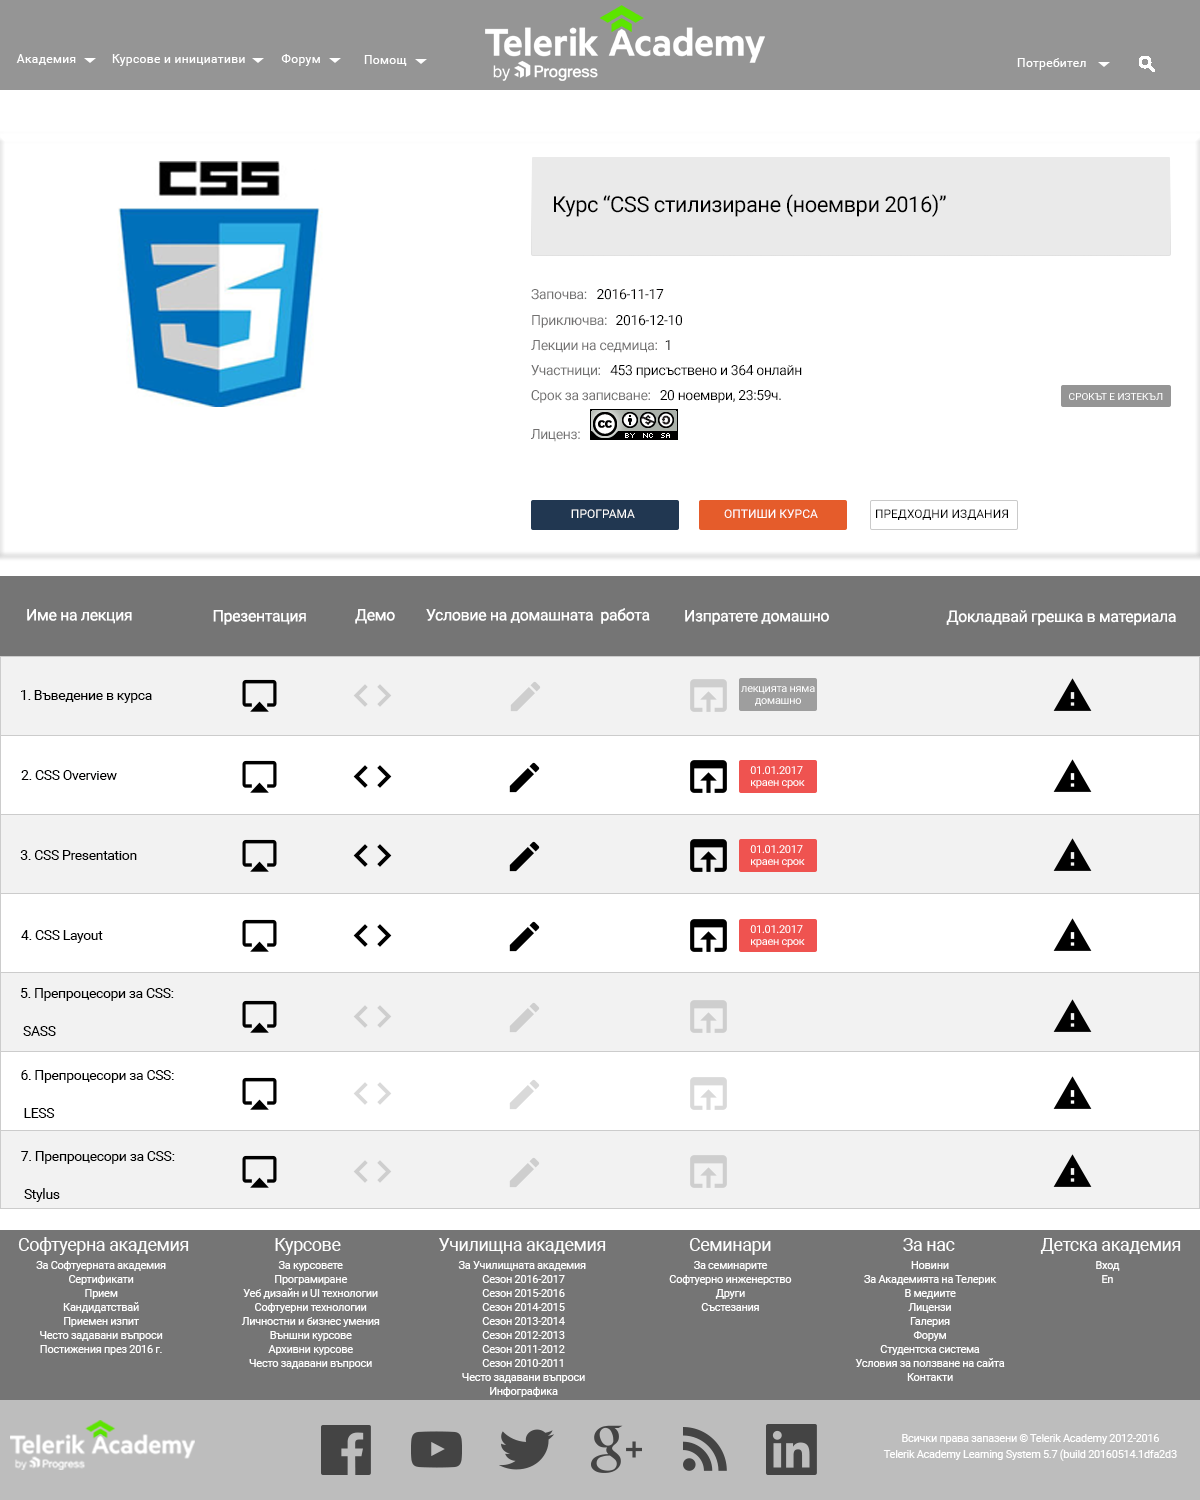 Академия Курсове и инициативи Форум Помощ
Telerik Academy
by Progress
Потребител
CSS
3
Курс “CSS стилизиране (ноември 2016)”
Започва: 2016-11-17
Приключва: 2016-12-10
Лекции на седмица: 1
Участници: 453 присъствено и 364 онлайн
Срок за записване: 20 ноември, 23:59ч.
СРОКЪТ Е ИЗТЕКЪЛ
Лиценз:
cc
BY NC SA
ПРОГРАМА ОПТИШИ КУРСА ПРЕДХОДНИ ИЗДАНИЯ
Име на лекция Презентация Демо Условие на домашната работа Изпратете домашно Докладвай грешка в материала
1. Въведение в курса
лекцията няма
домашно
2. CSS Overview
01.01.2017
краен срок
3. CSS Presentation
01.01.2017
краен срок
4. CSS Layout
01.01.2017
краен срок
5. Препроцесори за CSS:
SASS
6. Препроцесори за CSS:
LESS
7. Препроцесори за CSS:
Stylus
Софтуерна академия
За Софтуерната академия
Сертификати
Прием
Кандидатствай
Приемен изпит
Често задавани въпроси
Постижения през 2016 г.
Курсове
За курсовете
Програмиране
Уеб дизайн и UI технологии
Софтуерни технологии
Личностни и бизнес умения
Външни курсове
Архивни курсове
Често задавани въпроси
Училищна академия
За Училищната академия
Сезон 2016-2017
Сезон 2015-2016
Сезон 2014-2015
Сезон 2013-2014
Сезон 2012-2013
Сезон 2011-2012
Сезон 2010-2011
Често задавани въпроси
Инфографика
Семинари
За семинарите
Софтуерно инженерство
Други
Състезания
За нас
Новини
За Академията на Телерик
В медиите
Лицензи
Галерия
Форум
Студентска система
Условия за ползване на сайта
Контакти
Детска академия
Вход
En
Telerik Academy
by Progress
f
g+
in
Всички права запазени © Telerik Academy 2012-2016
Telerik Academy Learning System 5.7 (build 20160514.1dfa2d3